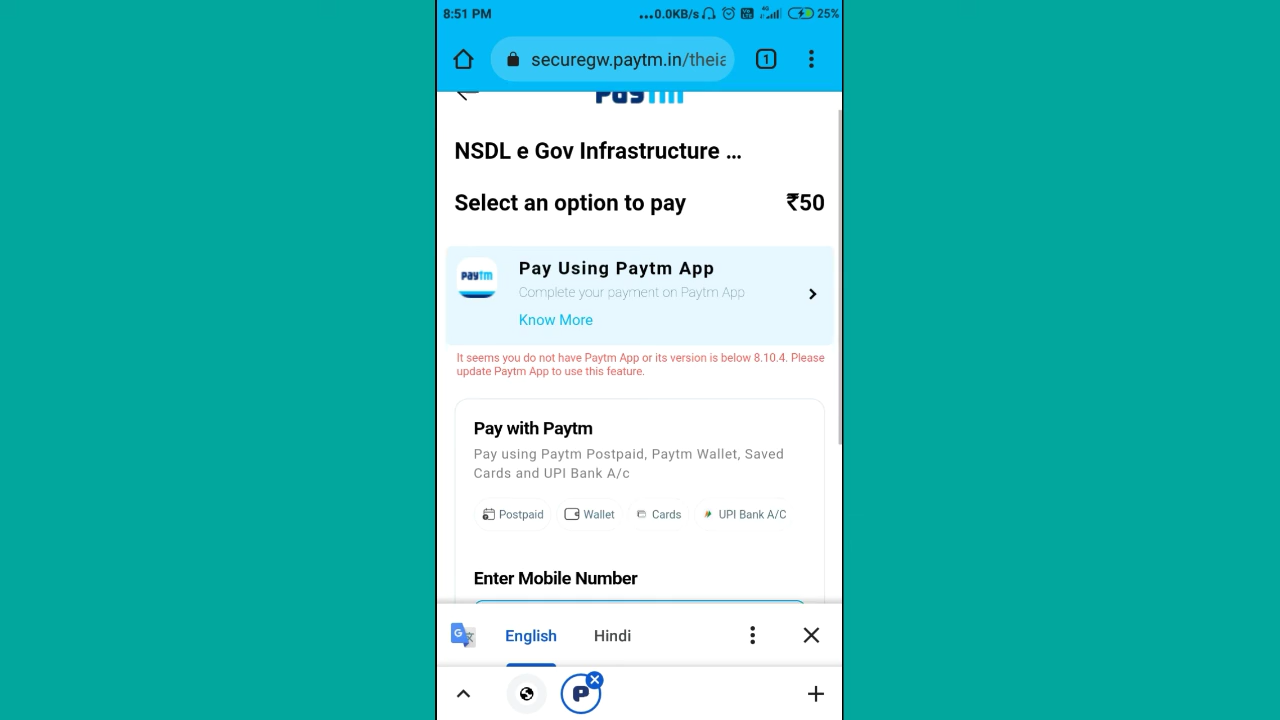 8:51 PM ...0.0KB/s 4G 25%
securegw.paytm.in/theia
1
Paytm
NSDL e Gov Infrastructure ...
Select an option to pay ₹50
paytm
Pay Using Paytm App
Complete your payment on Paytm App
Know More
It seems you do not have Paytm App or its version is below 8.10.4. Please
update Paytm App to use this feature.
Pay with Paytm
Pay using Paytm Postpaid, Paytm Wallet, Saved
Cards and UPI Bank A/c
Postpaid Wallet Cards UPI Bank A/C
Enter Mobile Number
G English Hindi
P